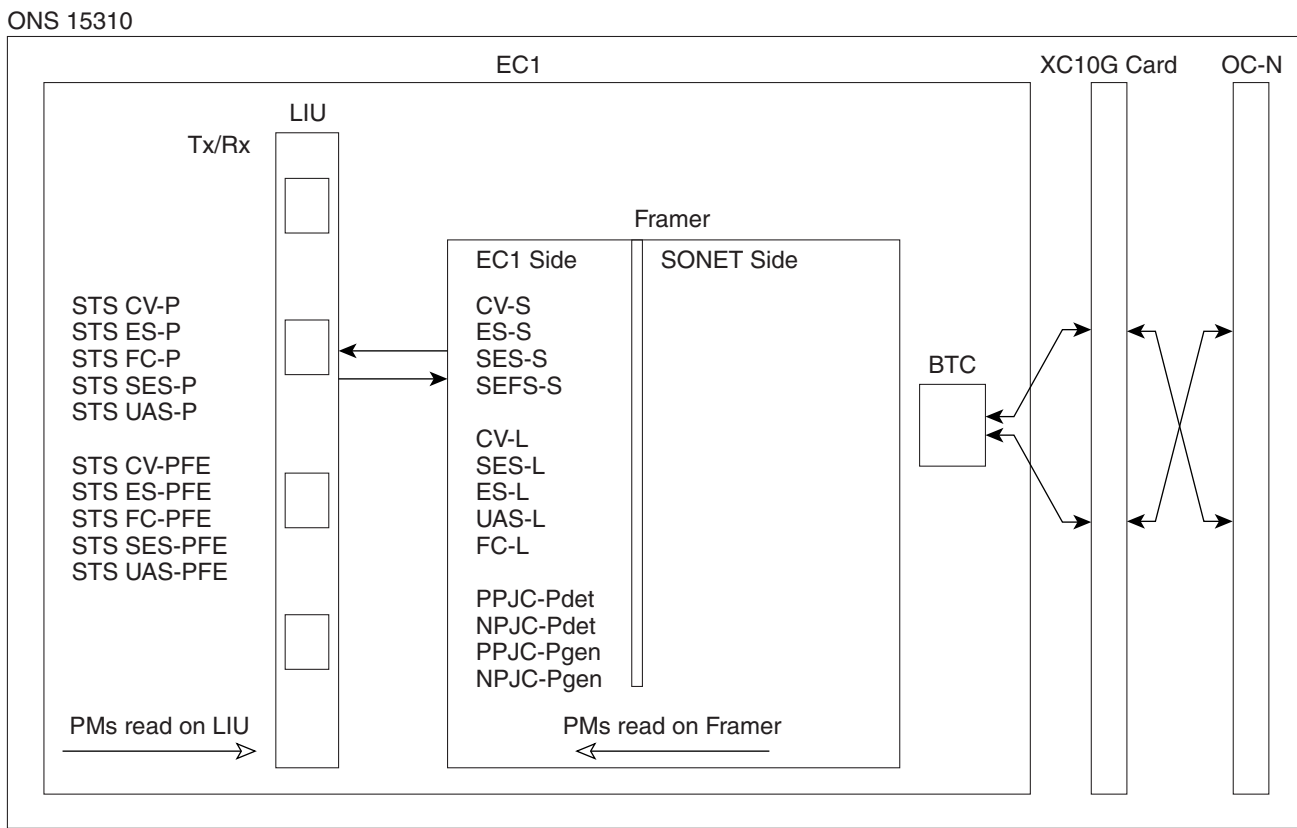 ONS 15310
EC1
XC10G Card
OC-N
LIU
Tx/Rx
Framer
EC1 Side
SONET Side
STS CV-P
STS ES-P
STS FC-P
STS SES-P
STS UAS-P
STS CV-PFE
STS ES-PFE
STS FC-PFE
STS SES-PFE
STS UAS-PFE
CV-S
ES-S
SES-S
SEFS-S
CV-L
SES-L
ES-L
UAS-L
FC-L
PPJC-Pdet
NPJC-Pdet
PPJC-Pgen
NPJC-Pgen
BTC
PMs read on LIU
PMs read on Framer